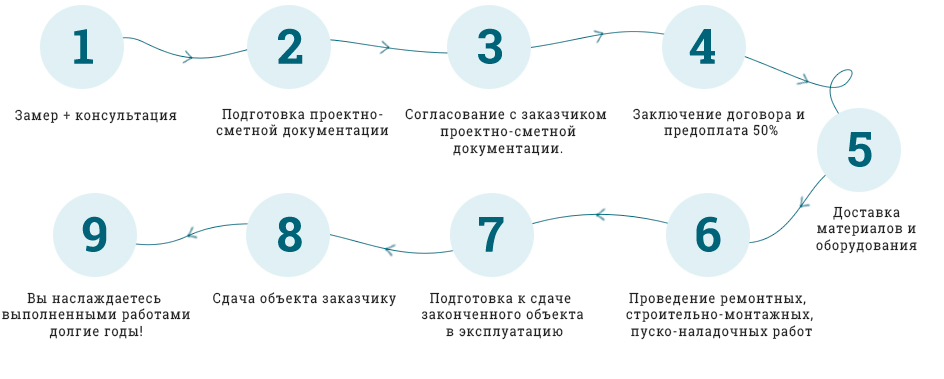 1
Замер + консультация
2
Подготовка проектно-
сметной документации
3
Согласование с заказчиком
проектно-сметной
документации.
4
Заключение договора и
предоплата 50%
5
Доставка
материалов и
оборудования
6
Проведение ремонтных,
строительно-монтажных,
пуско-наладочных работ
7
Подготовка к сдаче
законченного объекта
в эксплуатацию
8
Сдача объекта заказчику
9
Вы наслаждаетесь
выполненными работами
долгие годы!